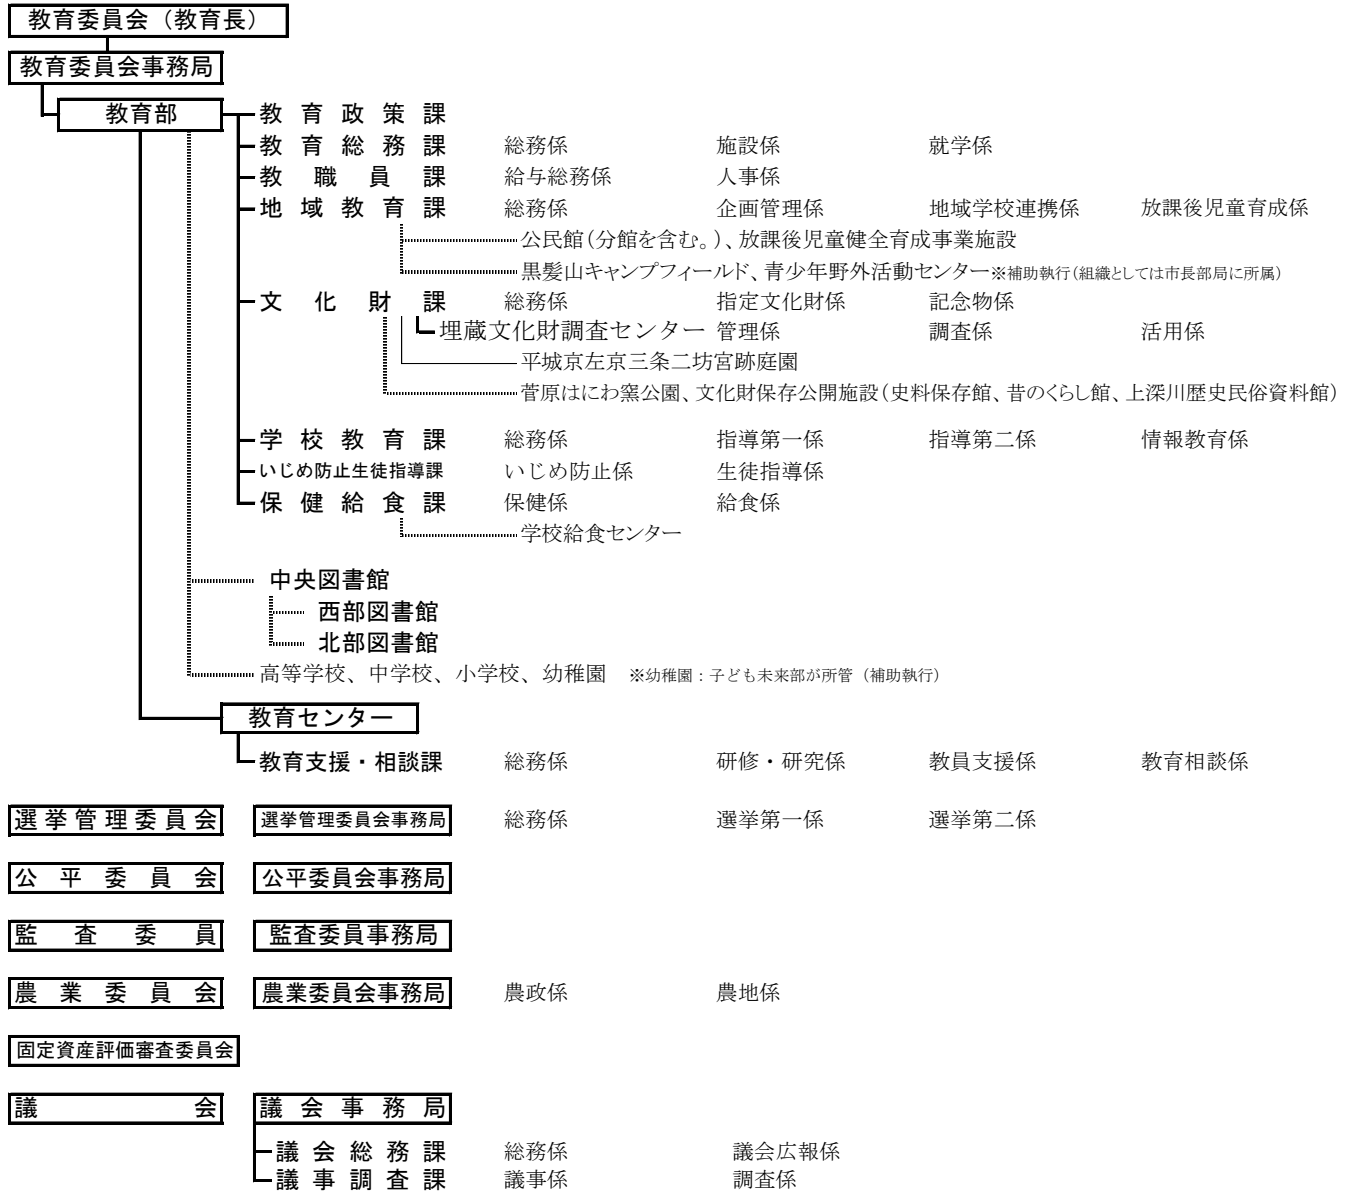 教育委員会（教育長）
教育委員会事務局
教育部 教育政策課
教育総務課 総務係 施設係 就学係
教職員課 給与総務係 人事係
地域教育課 総務係 企画管理係 地域学校連携係 放課後児童育成係
公民館（分館を含む。）、放課後児童健全育成事業施設
黒髪山キャンプフィールド、青少年野外活動センター※補助執行（組織としては市長部局に所属）
文化財課 総務係 指定文化財係 記念物係
埋蔵文化財調査センター 管理係 調査係 活用係
平城京左京三条二坊宮跡庭園
菅原はにわ窯公園、文化財保存公開施設（史料保存館、昔のくらし館、上深川歴史民俗資料館）
学校教育課 総務係 指導第一係 指導第二係 情報教育係
いじめ防止生徒指導課 いじめ防止係 生徒指導係
保健給食課 保健係 給食係
学校給食センター
中央図書館
西部図書館
北部図書館
高等学校、中学校、小学校、幼稚園 ※幼稚園：子ども未来部が所管（補助執行）
教育センター
教育支援・相談課 総務係 研修・研究係 教員支援係 教育相談係
選挙管理委員会 選挙管理委員会事務局 総務係 選挙第一係 選挙第二係
公平委員会 公平委員会事務局
監査委員 監査委員事務局
農業委員会 農業委員会事務局 農政係 農地係
固定資産評価審査委員会
議会 議会事務局
議会総務課 総務係 議会広報係
議事調査課 議事係 調査係